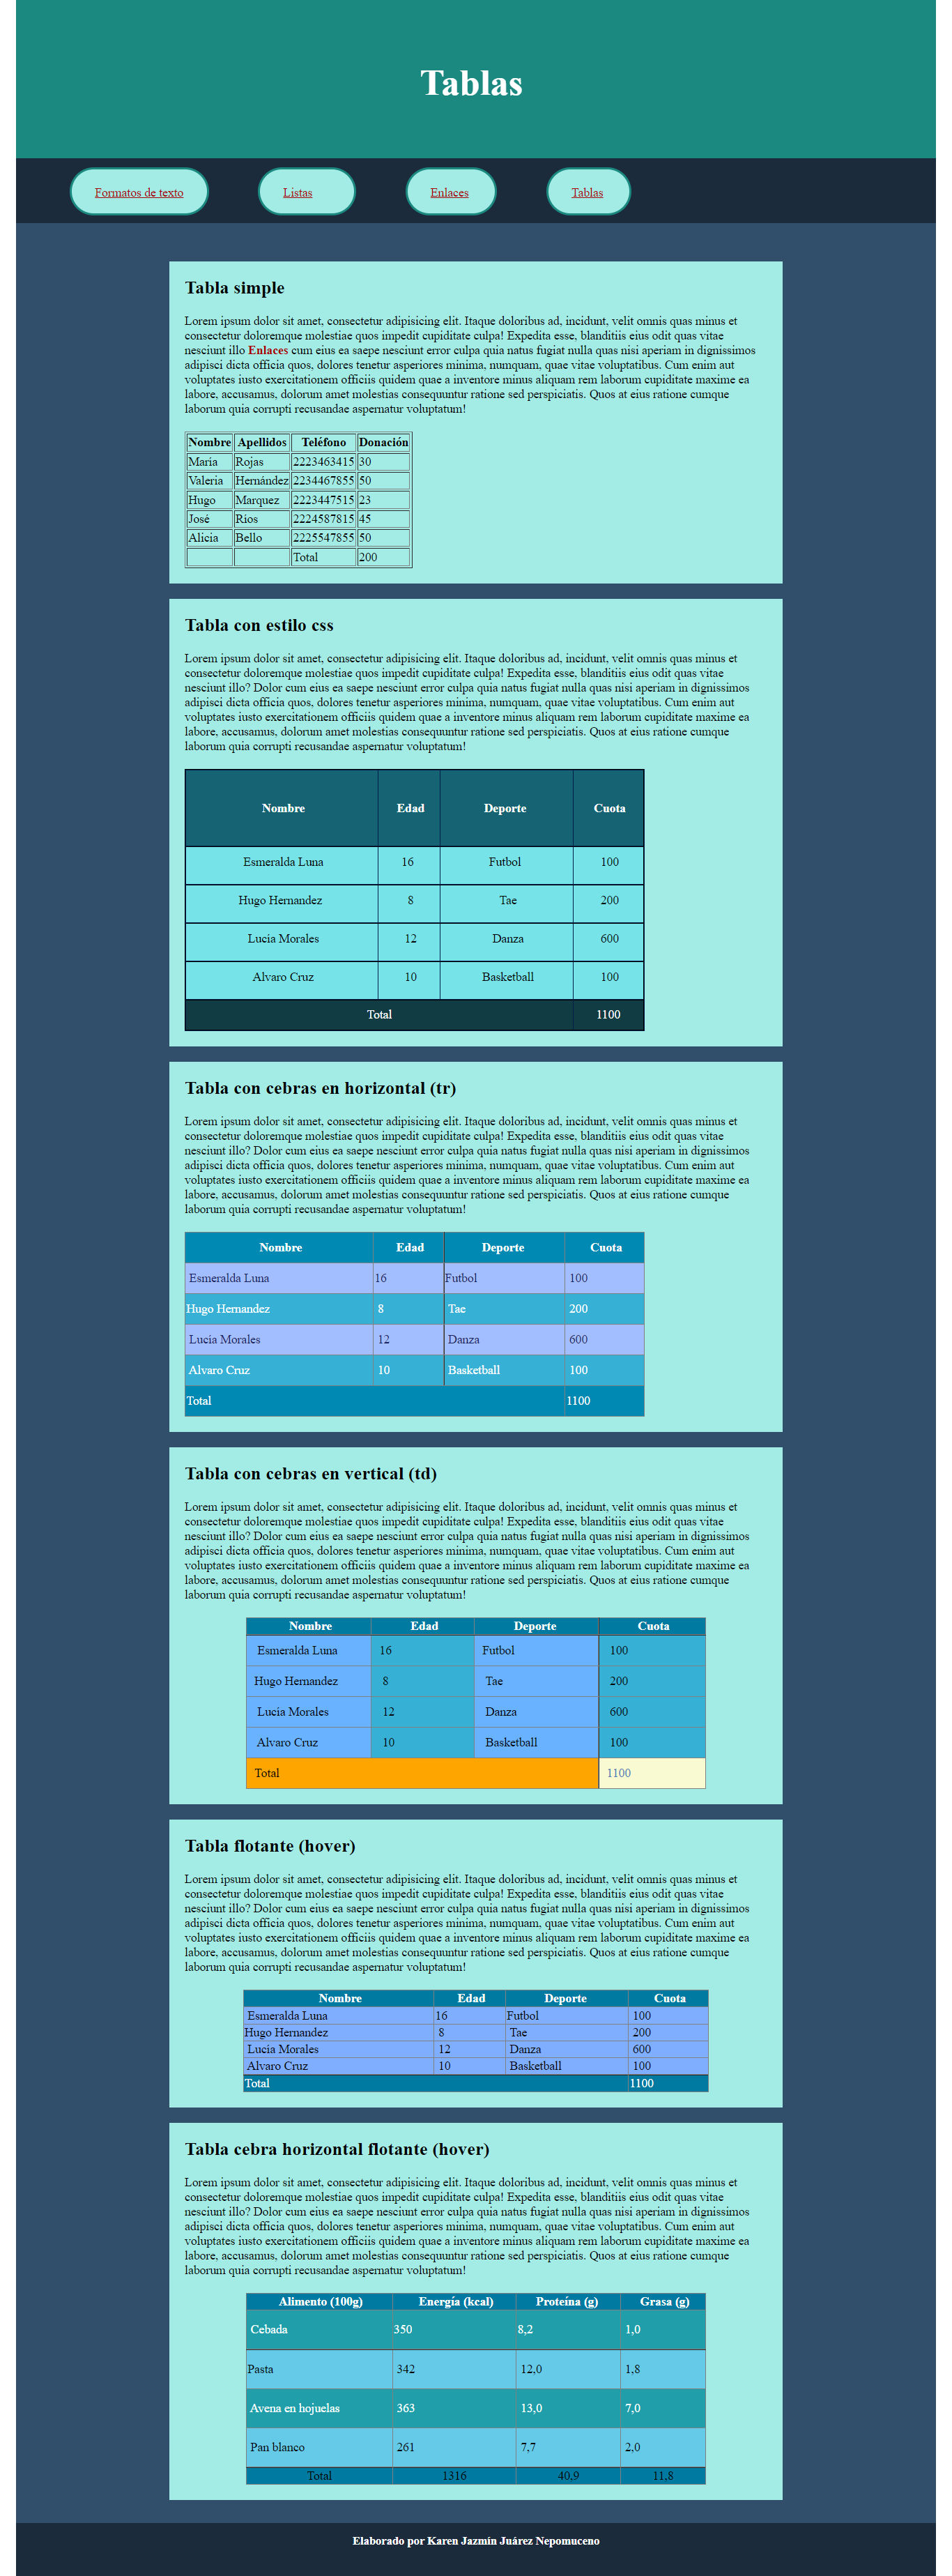 Tablas
Formatos de texto Listas Enlaces Tablas
Tabla simple
Lorem ipsum dolor sit amet, consectetur adipisicing elit. Itaque doloribus ad, incidunt, velit omnis quas minus et
consectetur doloremque molestiae quos impedit cupiditate culpa! Expedita esse, blanditiis eius odit quas vitae
nesciunt illo Enlaces cum eius ea saepe nesciunt error culpa quia natus fugiat nulla quas nisi aperiam in dignissimos
adipisci dicta officia quos, dolores tenetur asperiores minima, numquam, quae vitae voluptatibus. Cum enim aut
voluptates iusto exercitationem officiis quidem quae a inventore minus aliquam rem laborum cupiditate maxime ea
labore, accusamus, dolorum amet molestias consequuntur ratione sed perspiciatis. Quos at eius ratione cumque
laborum quia corrupti recusandae aspernatur voluptatum!
Nombre Apellidos Teléfono Donación
María Rojas 2223463415 30
Valeria Hernández 2234467855 50
Hugo Marquez 2223447515 23
José Rios 2224587815 45
Alicia Bello 2225547855 50
Total 200
Tabla con estilo css
Lorem ipsum dolor sit amet, consectetur adipisicing elit. Itaque doloribus ad, incidunt, velit omnis quas minus et
consectetur doloremque molestiae quos impedit cupiditate culpa! Expedita esse, blanditiis eius odit quas vitae
nesciunt illo? Dolor cum eius ea saepe nesciunt error culpa quia natus fugiat nulla quas nisi aperiam in dignissimos
adipisci dicta officia quos, dolores tenetur asperiores minima, numquam, quae vitae voluptatibus. Cum enim aut
voluptates iusto exercitationem officiis quidem quae a inventore minus aliquam rem laborum cupiditate maxime ea
labore, accusamus, dolorum amet molestias consequuntur ratione sed perspiciatis. Quos at eius ratione cumque
laborum quia corrupti recusandae aspernatur voluptatum!
Nombre Edad Deporte Cuota
Esmeralda Luna 16 Futbol 100
Hugo Hernandez 8 Tae 200
Lucia Morales 12 Danza 600
Alvaro Cruz 10 Basketball 100
Total 1100
Tabla con cebras en horizontal (tr)
Lorem ipsum dolor sit amet, consectetur adipisicing elit. Itaque doloribus ad, incidunt, velit omnis quas minus et
consectetur doloremque molestiae quos impedit cupiditate culpa! Expedita esse, blanditiis eius odit quas vitae
nesciunt illo? Dolor cum eius ea saepe nesciunt error culpa quia natus fugiat nulla quas nisi aperiam in dignissimos
adipisci dicta officia quos, dolores tenetur asperiores minima, numquam, quae vitae voluptatibus. Cum enim aut
voluptates iusto exercitationem officiis quidem quae a inventore minus aliquam rem laborum cupiditate maxime ea
labore, accusamus, dolorum amet molestias consequuntur ratione sed perspiciatis. Quos at eius ratione cumque
laborum quia corrupti recusandae aspernatur voluptatum!
Nombre Edad Deporte Cuota
Esmeralda Luna 16 Futbol 100
Hugo Hernandez 8 Tae 200
Lucia Morales 12 Danza 600
Alvaro Cruz 10 Basketball 100
Total 1100
Tabla con cebras en vertical (td)
Lorem ipsum dolor sit amet, consectetur adipisicing elit. Itaque doloribus ad, incidunt, velit omnis quas minus et
consectetur doloremque molestiae quos impedit cupiditate culpa! Expedita esse, blanditiis eius odit quas vitae
nesciunt illo? Dolor cum eius ea saepe nesciunt error culpa quia natus fugiat nulla quas nisi aperiam in dignissimos
adipisci dicta officia quos, dolores tenetur asperiores minima, numquam, quae vitae voluptatibus. Cum enim aut
voluptates iusto exercitationem officiis quidem quae a inventore minus aliquam rem laborum cupiditate maxime ea
labore, accusamus, dolorum amet molestias consequuntur ratione sed perspiciatis. Quos at eius ratione cumque
laborum quia corrupti recusandae aspernatur voluptatum!
Nombre Edad Deporte Cuota
Esmeralda Luna 16 Futbol 100
Hugo Hernandez 8 Tae 200
Lucia Morales 12 Danza 600
Alvaro Cruz 10 Basketball 100
Total 1100
Tabla flotante (hover)
Lorem ipsum dolor sit amet, consectetur adipisicing elit. Itaque doloribus ad, incidunt, velit omnis quas minus et
consectetur doloremque molestiae quos impedit cupiditate culpa! Expedita esse, blanditiis eius odit quas vitae
nesciunt illo? Dolor cum eius ea saepe nesciunt error culpa quia natus fugiat nulla quas nisi aperiam in dignissimos
adipisci dicta officia quos, dolores tenetur asperiores minima, numquam, quae vitae voluptatibus. Cum enim aut
voluptates iusto exercitationem officiis quidem quae a inventore minus aliquam rem laborum cupiditate maxime ea
labore, accusamus, dolorum amet molestias consequuntur ratione sed perspiciatis. Quos at eius ratione cumque
laborum quia corrupti recusandae aspernatur voluptatum!
Nombre Edad Deporte Cuota
Esmeralda Luna 16 Futbol 100
Hugo Hernandez 8 Tae 200
Lucia Morales 12 Danza 600
Alvaro Cruz 10 Basketball 100
Total 1100
Tabla cebra horizontal flotante (hover)
Lorem ipsum dolor sit amet, consectetur adipisicing elit. Itaque doloribus ad, incidunt, velit omnis quas minus et
consectetur doloremque molestiae quos impedit cupiditate culpa! Expedita esse, blanditiis eius odit quas vitae
nesciunt illo? Dolor cum eius ea saepe nesciunt error culpa quia natus fugiat nulla quas nisi aperiam in dignissimos
adipisci dicta officia quos, dolores tenetur asperiores minima, numquam, quae vitae voluptatibus. Cum enim aut
voluptates iusto exercitationem officiis quidem quae a inventore minus aliquam rem laborum cupiditate maxime ea
labore, accusamus, dolorum amet molestias consequuntur ratione sed perspiciatis. Quos at eius ratione cumque
laborum quia corrupti recusandae aspernatur voluptatum!
Alimento (100g) Energía (kcal) Proteína (g) Grasa (g)
Cebada 350 8,2 1,0
Pasta 342 12,0 1,8
Avena en hojuelas 363 13,0 7,0
Pan blanco 261 7,7 2,0
Total 1316 40,9 11,8
Elaborado por Karen Jazmín Juárez Nepomuceno